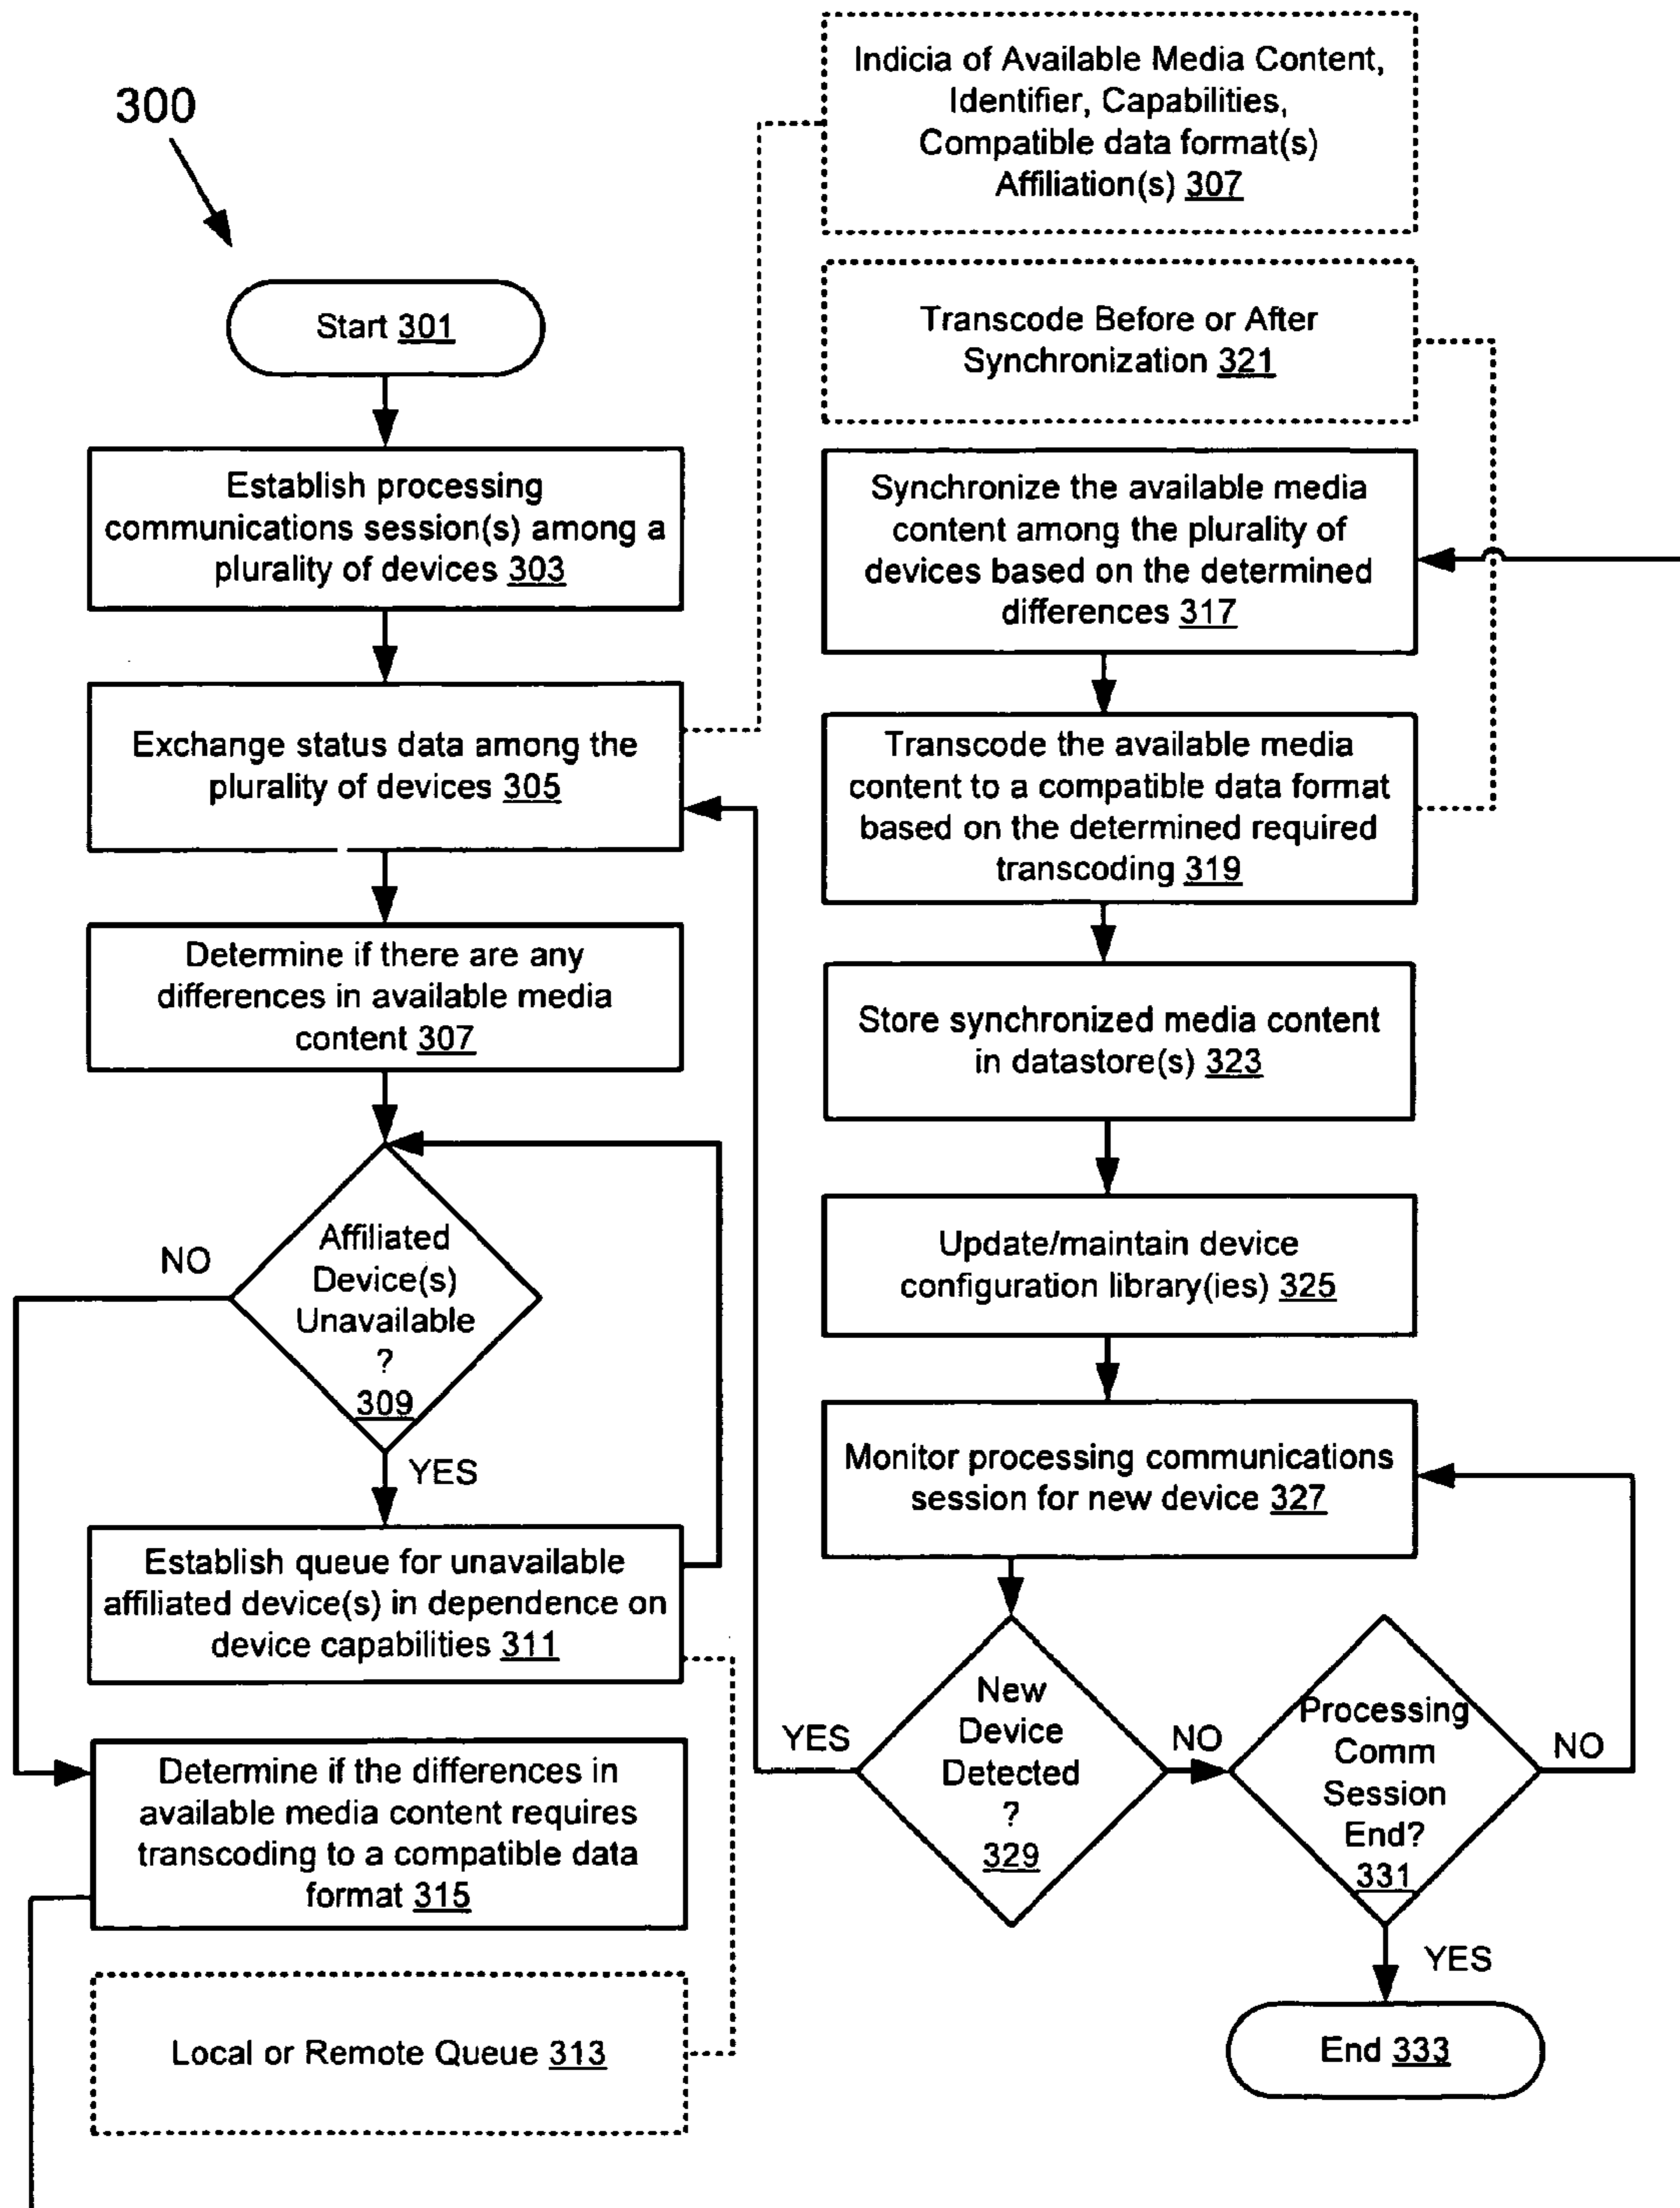 300
Start 301
Establish processing
communications session(s) among a
plurality of devices 303
Exchange status data among the
plurality of devices 305
Determine if there are any
differences in available media
content 307
Affiliated
Device(s)
Unavailable
?
309
NO
YES
Establish queue for unavailable
affiliated device(s) in dependence on
device capabilities 311
Determine if the differences in
available media content requires
transcoding to a compatible data
format 315
Local or Remote Queue 313
Indicia of Available Media Content,
Identifier, Capabilities,
Compatible data format(s)
Affiliation(s) 307
Transcode Before or After
Synchronization 321
Synchronize the available media
content among the plurality of
devices based on the determined
differences 317
Transcode the available media
content to a compatible data format
based on the determined required
transcoding 319
Store synchronized media content
in datastore(s) 323
Update/maintain device
configuration library(ies) 325
Monitor processing communications
session for new device 327
YES
New
Device
Detected
?
329
NO
Processing
Comm
Session
End?
331
NO
YES
End 333